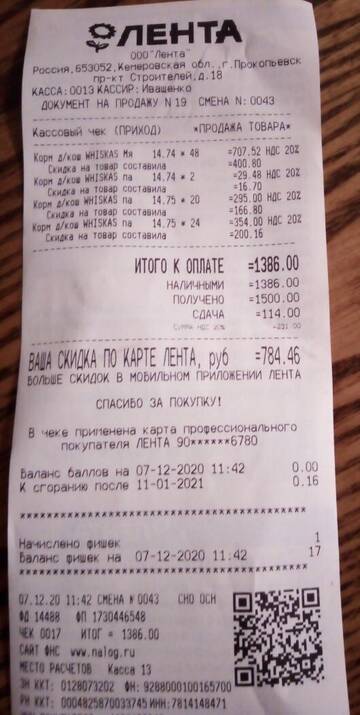 ЛЕНТА
ООО "Лента"
Россия,653052,Кемеровская обл.,г.Прокопьевск
пр-кт Строителей,д.18
КАССА:0013 КАССИР: Иващенко
ДОКУМЕНТ НА ПРОДАЖУ N 19 СМЕНА N:0043
Кассовый чек (ПРИХОД) *ПРОДАЖА ТОВАРА*
Корм д/кош WHISKAS Мя 14.74 * 48 =707.52 НДС 20%
Скидка на товар составила =400.80
Корм д/кош WHISKAS па 14.74 * 2 =29.48 НДС 20%
Скидка на товар составила =16.70
Корм д/кош WHISKAS па 14.75 * 20 =295.00 НДС 20%
Скидка на товар составила =166.80
Корм д/кош WHISKAS па 14.75 * 24 =354.00 НДС 20%
Скидка на товар составила =200.16
ИТОГО К ОПЛАТЕ =1386.00
НАЛИЧНЫМИ =1386.00
ПОЛУЧЕНО =1500.00
СДАЧА =114.00
СУММА НДС 20% =231.00
ВАША СКИДКА ПО КАРТЕ ЛЕНТА, руб =784.46
БОЛЬШЕ СКИДОК В МОБИЛЬНОМ ПРИЛОЖЕНИИ ЛЕНТА
СПАСИБО ЗА ПОКУПКУ!
В чеке применена карта профессионального
покупателя ЛЕНТА 90******6780
Баланс баллов на 07-12-2020 11:42 0.00
К сгоранию после 11-01-2021 0.16
Начислено фишек 1
Баланс фишек на 07-12-2020 11:42 17
07.12.20 11:42 СМЕНА N 0043 СНО ОСН
ФД 14488 ФП 1730446548
ЧЕК 0017 ИТОГ = 1386.00
САЙТ ФНС www.nalog.ru
МЕСТО РАСЧЕТОВ Касса 13
ЗН ККТ: 0128073202 ФН: 9288000100165700
РН ККТ: 0004825870033745 ИНН:7814148471